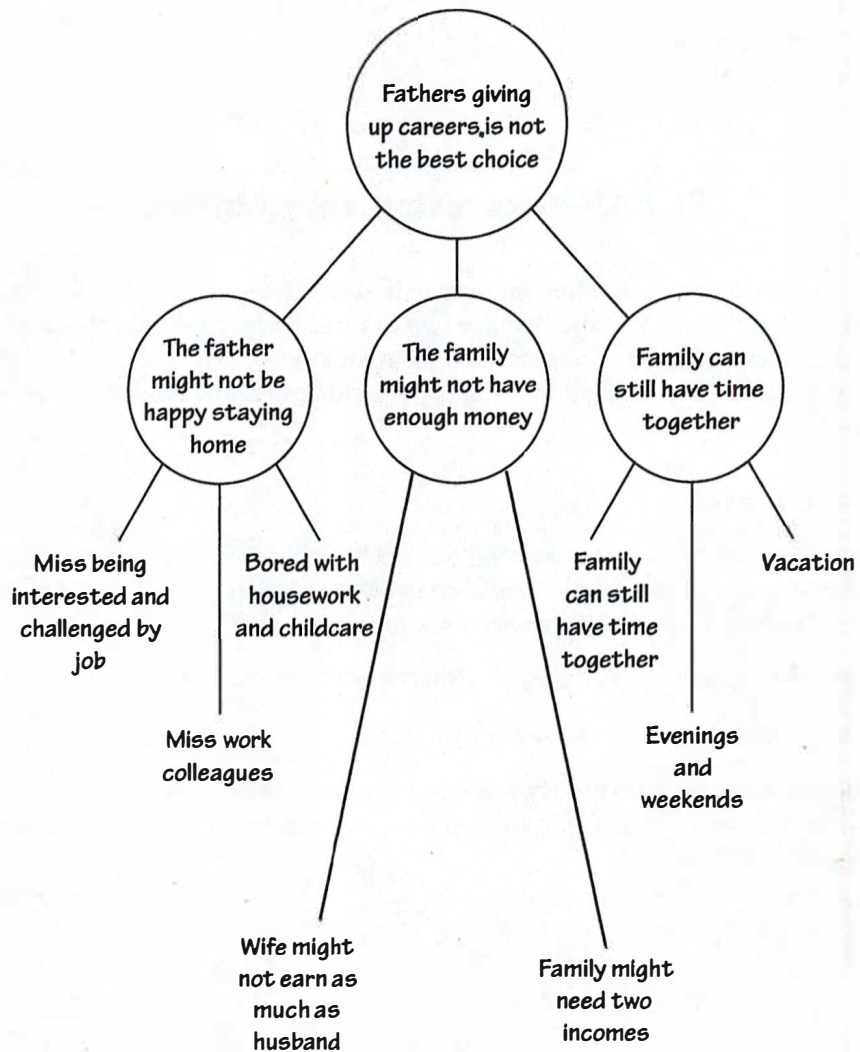 Fathers giving
up careers, is not
the best choice
The father
might not be
happy staying
home
The family
might not have
enough money
Family can
still have time
together
Miss being
interested and
challenged by
job
Bored with
housework
and childcare
Family
can still
have time
together
Vacation
Miss work
colleagues
Evenings
and
weekends
Wife might
not earn as
much as
husband
Family might
need two
incomes